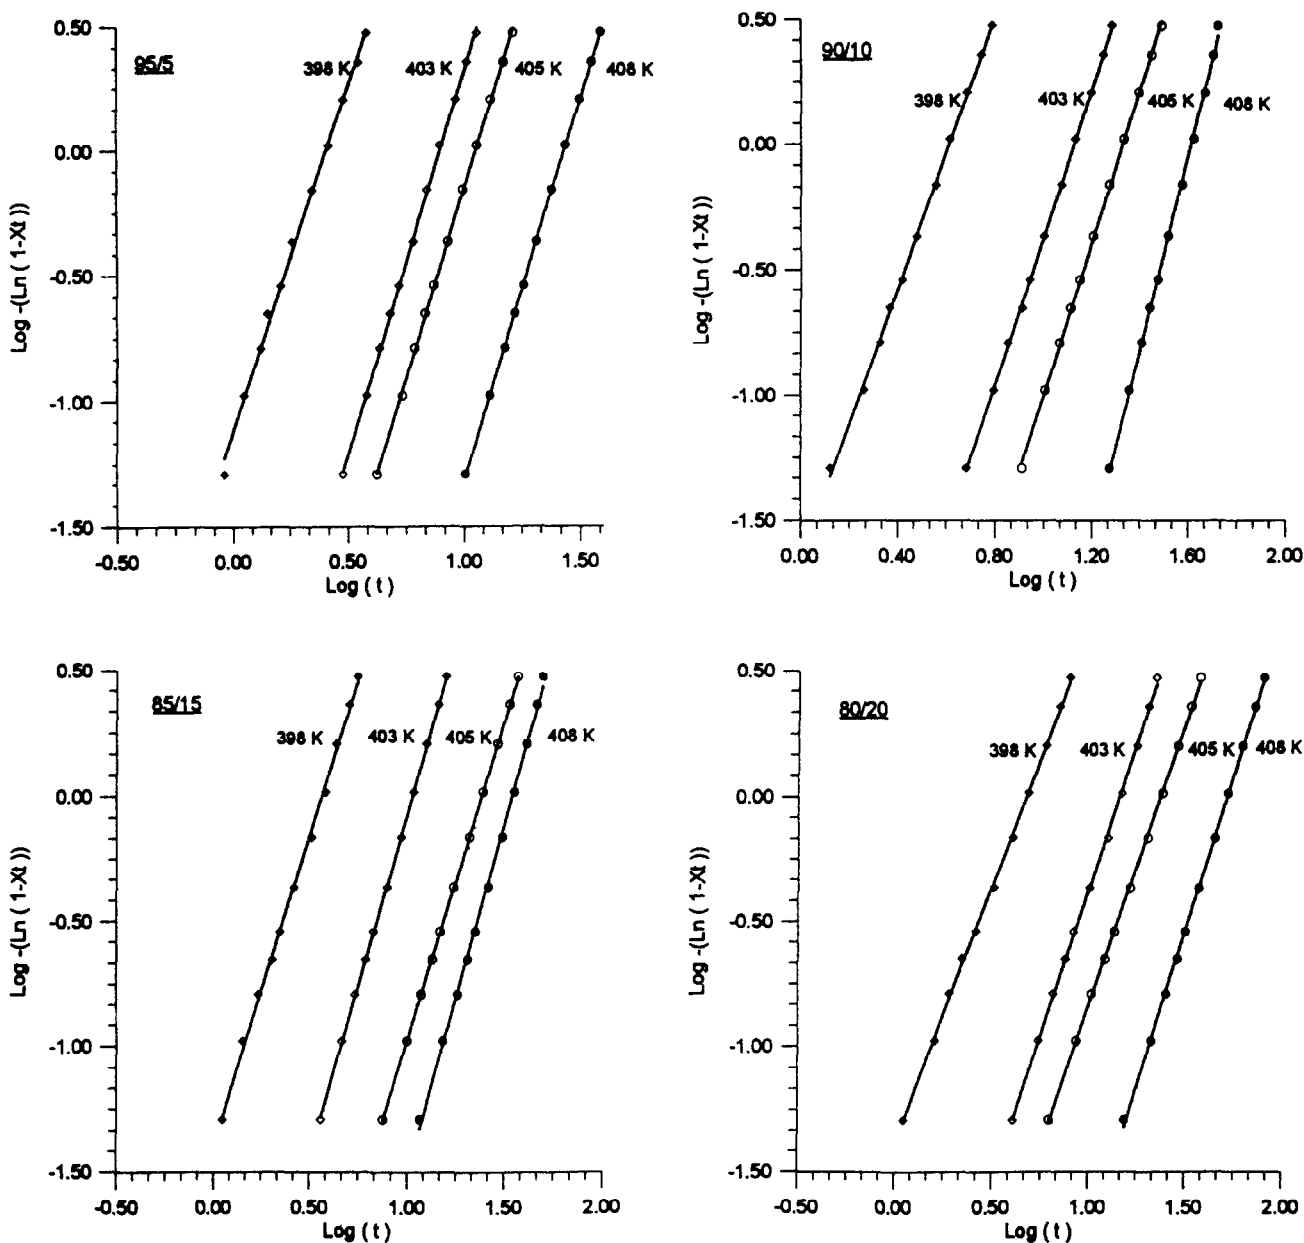 0.50
95/5
398 K
403 K
405 K
408 K
0.00
-0.50
-1.00
-1.50
Log -(Ln ( 1-Xt ))
-0.50 0.00 0.50 1.00 1.50
Log ( t )
0.50
90/10
398 K
403 K
405 K
408 K
0.00
-0.50
-1.00
-1.50
Log -(Ln ( 1-Xt ))
0.00 0.40 0.80 1.20 1.60 2.00
Log ( t )
0.50
85/15
398 K
403 K
405 K
408 K
0.00
-0.50
-1.00
-1.50
Log -(Ln ( 1-Xt ))
-0.50 0.00 0.50 1.00 1.50 2.00
Log ( t )
0.50
80/20
398 K
403 K
405 K
408 K
0.00
-0.50
-1.00
-1.50
Log -(Ln ( 1-Xt ))
-0.50 0.00 0.50 1.00 1.50 2.00
Log ( t )